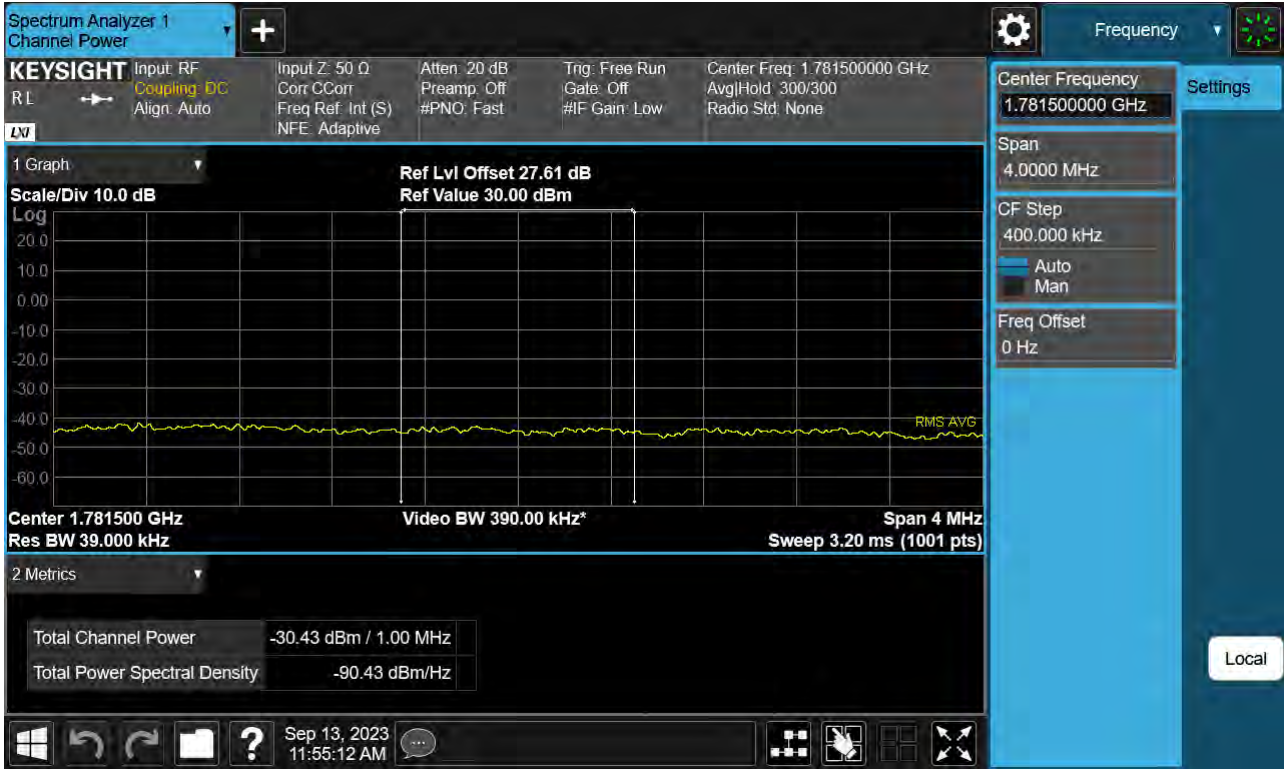 Spectrum Analyzer 1
Channel Power
+
Frequency
KEYSIGHT
R L
LXI
Input: RF
Coupling: DC
Align: Auto
Input Z: 50 Ω
Corr CCorr
Freq Ref: Int (S)
NFE: Adaptive
Atten: 20 dB
Preamp: Off
#PNO: Fast
Trig: Free Run
Gate: Off
#IF Gain: Low
Center Freq: 1.781500000 GHz
Avg|Hold: 300/300
Radio Std: None
Center Frequency
1.781500000 GHz
Settings
Span
4.0000 MHz
CF Step
400.000 kHz
Auto
Man
Freq Offset
0 Hz
1 Graph
Scale/Div 10.0 dB
Ref Lvl Offset 27.61 dB
Ref Value 30.00 dBm
Log
20.0
10.0
0.00
-10.0
-20.0
-30.0
-40.0
-50.0
-60.0
RMS AVG
Center 1.781500 GHz
Video BW 390.00 kHz*
Span 4 MHz
Res BW 39.000 kHz
Sweep 3.20 ms (1001 pts)
2 Metrics
Total Channel Power -30.43 dBm / 1.00 MHz
Total Power Spectral Density -90.43 dBm/Hz
Local
?
Sep 13, 2023
11:55:12 AM